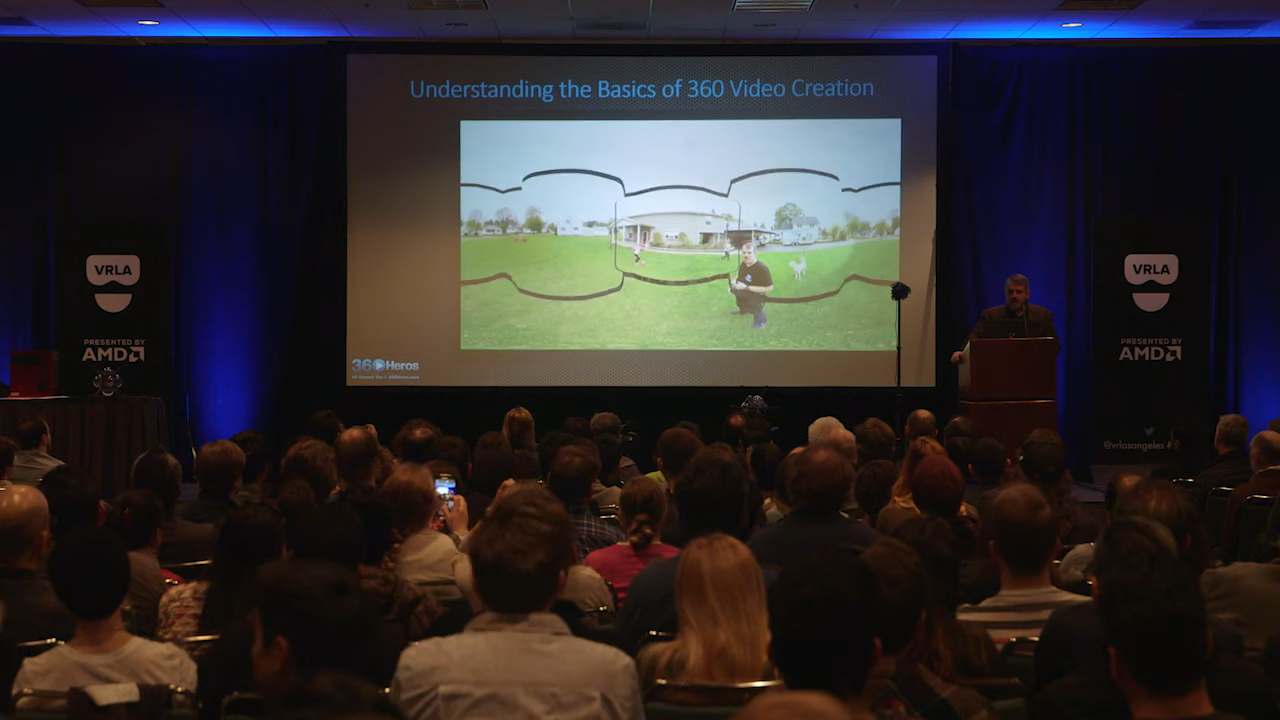 Understanding the Basics of 360 Video Creation
VRLA
PRESENTED BY
AMD
360Heros
VRLA
PRESENTED BY
AMD
@vrlosangeles